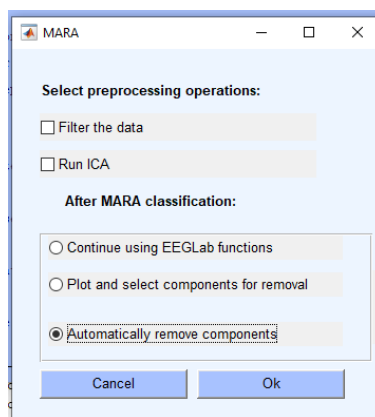 MARA
Select preprocessing operations:
Filter the data
Run ICA
After MARA classification:
Continue using EEGLab functions
Plot and select components for removal
Automatically remove components
Cancel
Ok